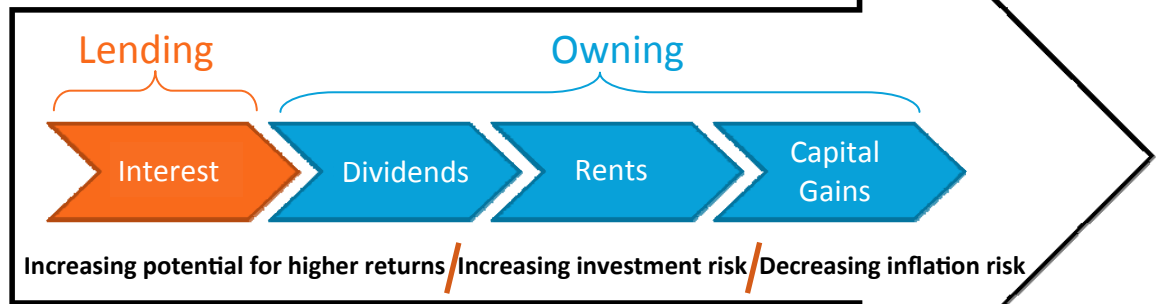 Lending
Owning
Interest
Dividends
Rents
Capital
Gains
Increasing potential for higher returns/Increasing investment risk/Decreasing inflation risk